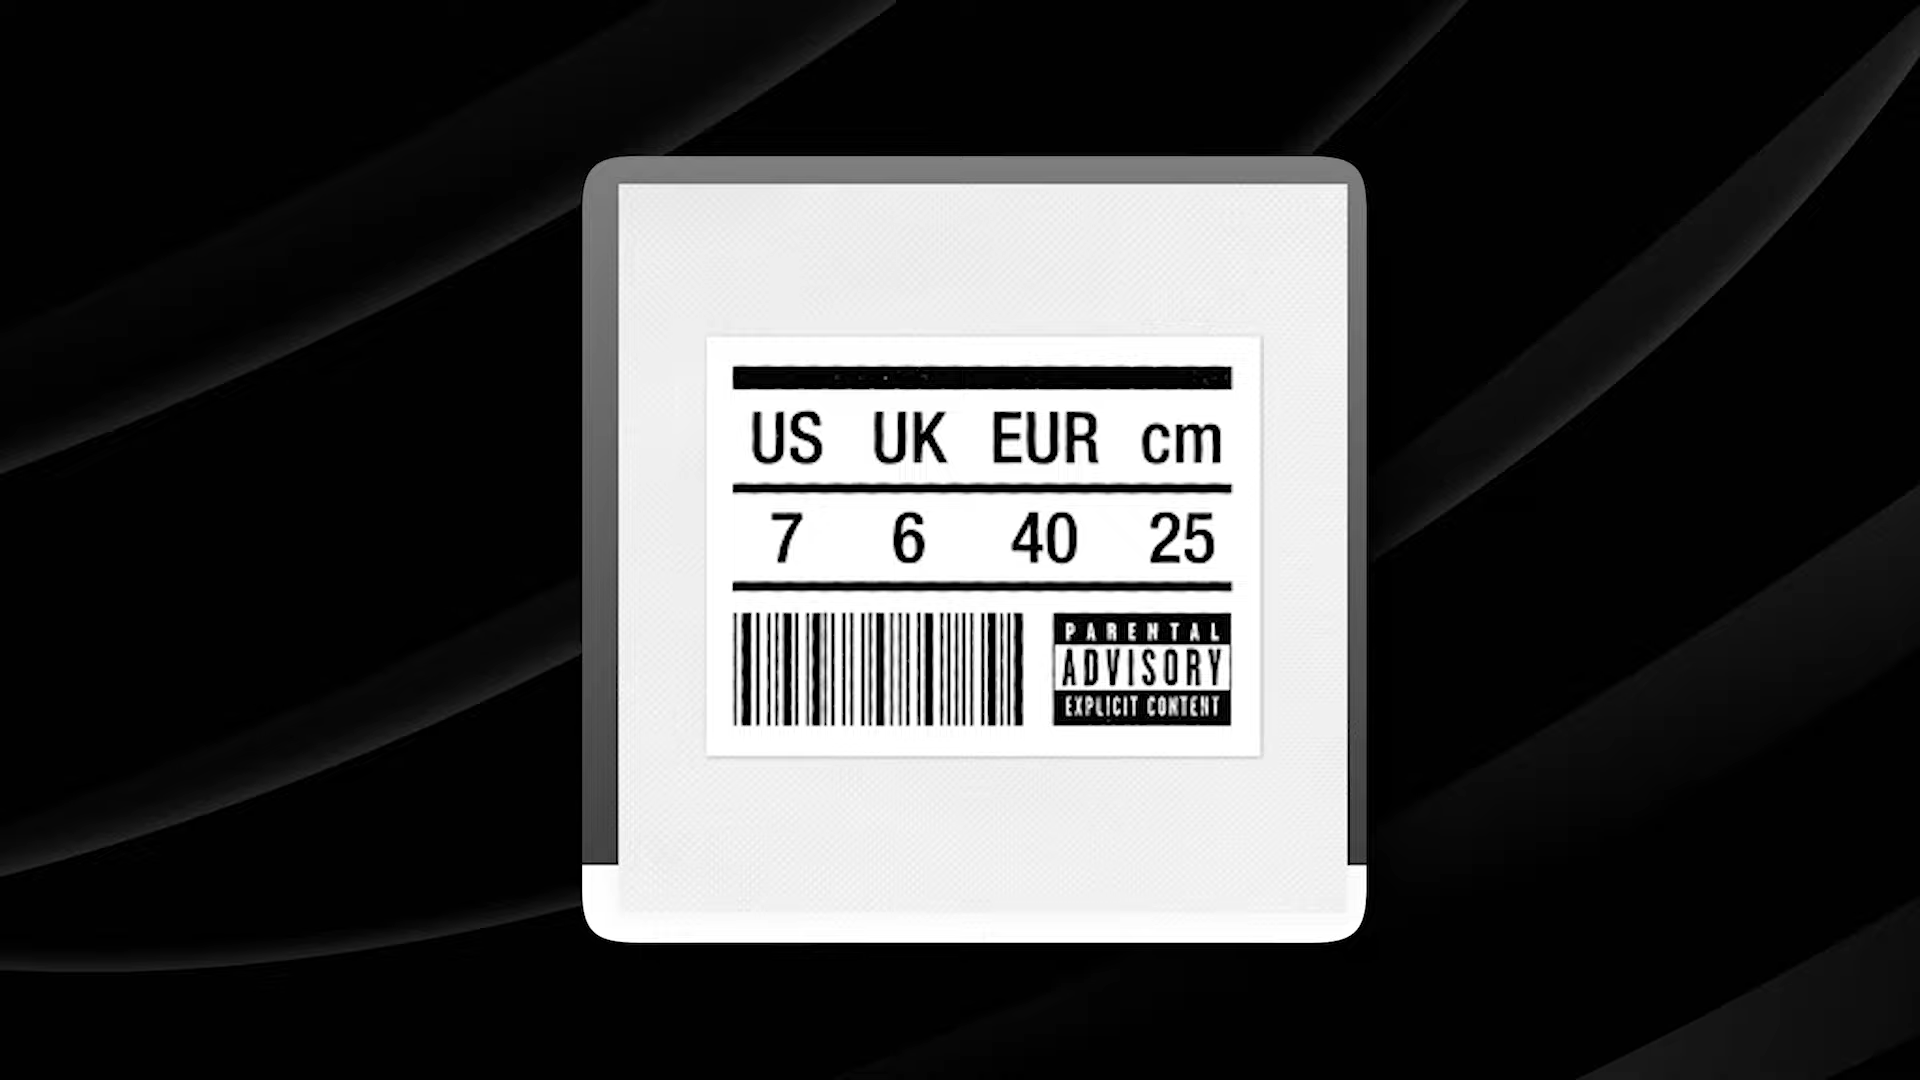 US UK EUR cm
7 6 40 25
PARENTAL
ADVISORY
EXPLICIT CONTENT